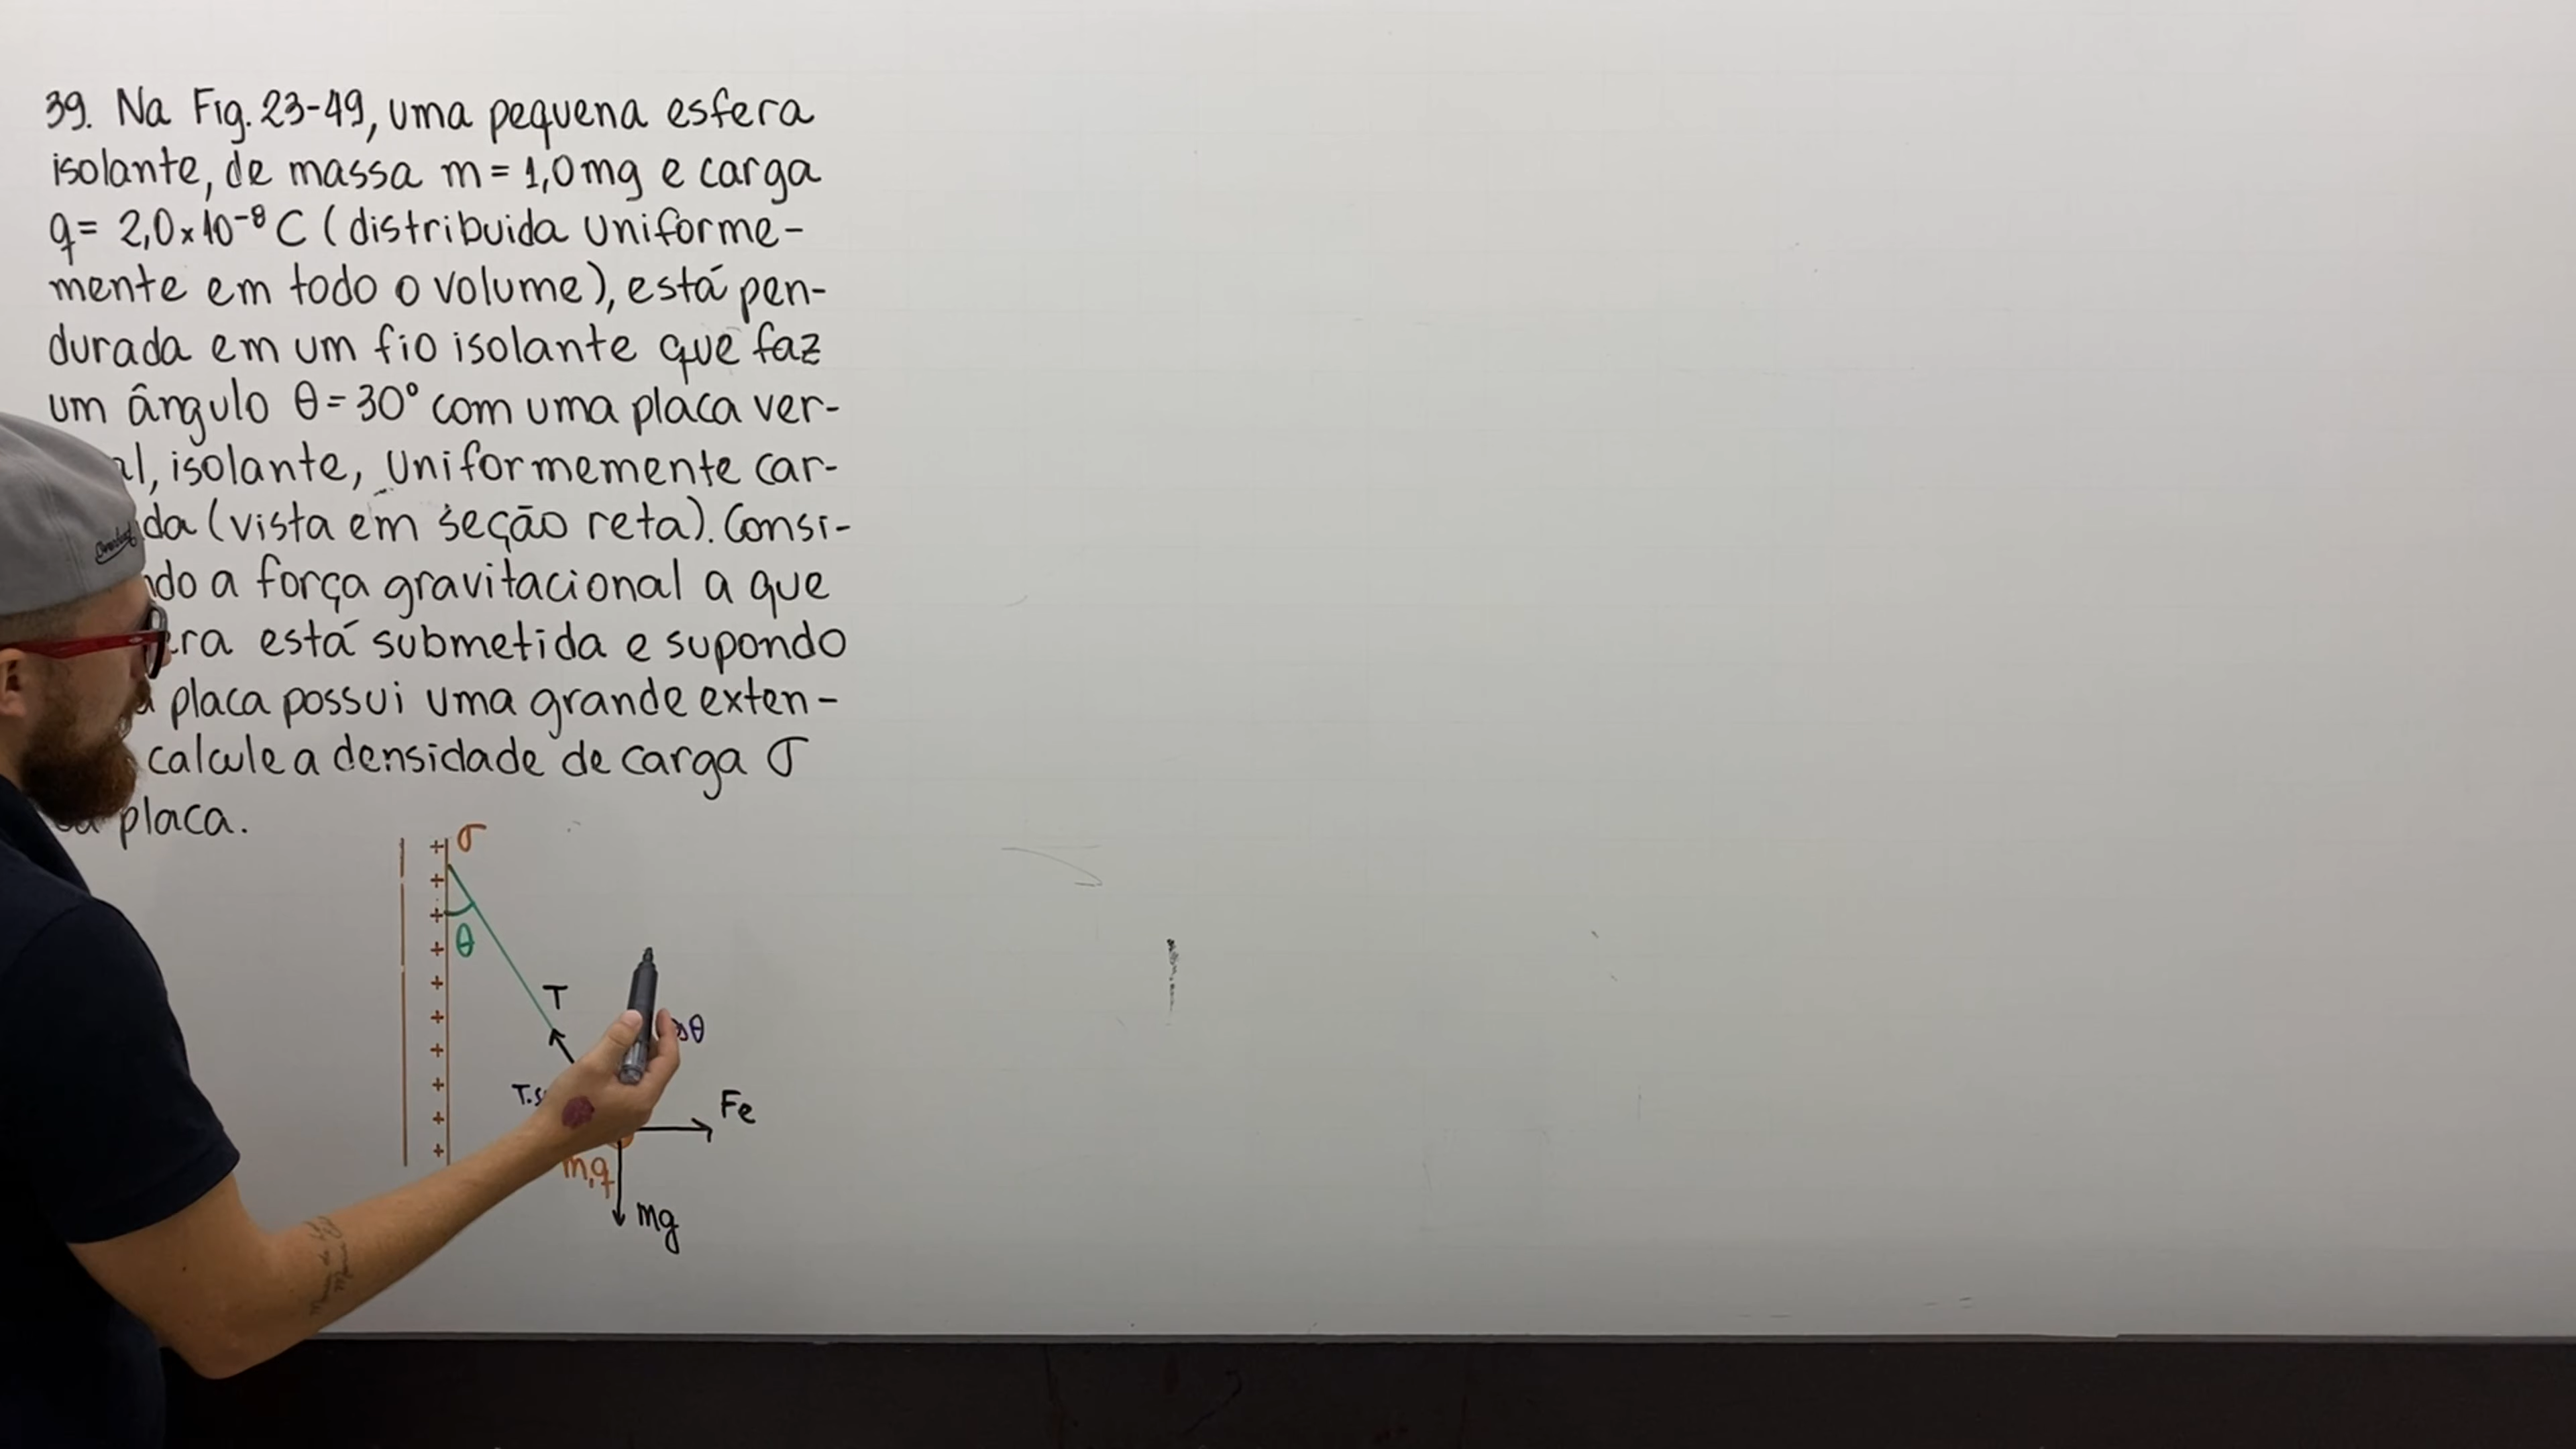 39. Na Fig. 23-49, uma pequena esfera
isolante, de massa m = 1,0 mg e carga
q = 2,0×10⁻⁸ C (distribuida uniforme-
mente em todo o volume), está pen-
durada em um fio isolante que faz
um ângulo θ = 30° com uma placa ver-
al, isolante, uniformemente car-
da (vista em seção reta). Consi-
ndo a força gravitacional a que
ra está submetida e supondo
placa possui uma grande exten-
calcule a densidade de carga σ
placa.
+ σ
+
+
θ
+
+
T
+
+
θ
+
T.s
+
Fe
+
m,q
mg